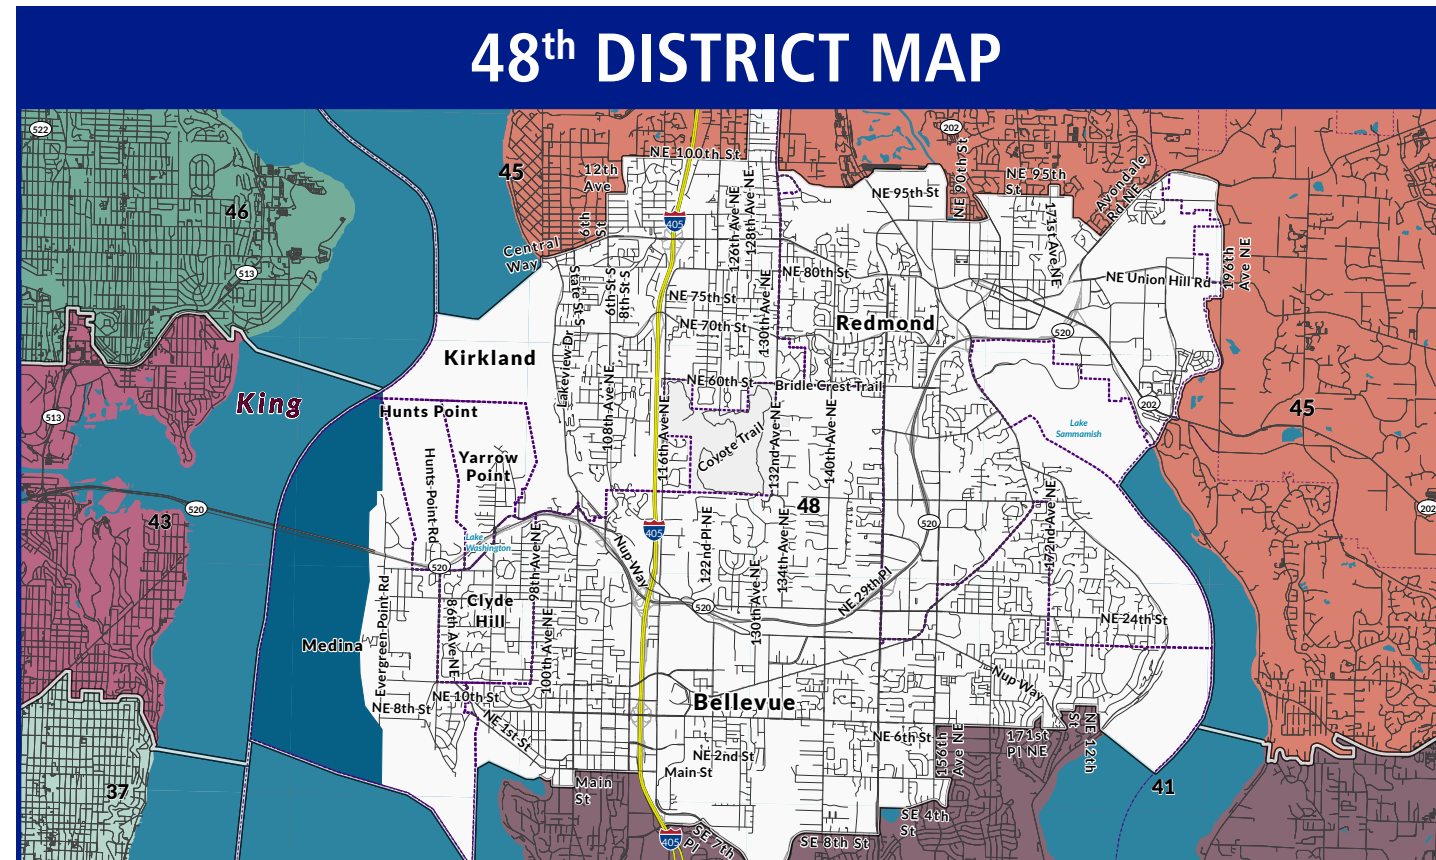 48th DISTRICT MAP
522
202
NE 100th St
45
12th
Ave
NE 90th St
NE 95th
St
Avondale
Rd NE
NE 95th St
46
6th
St
126th Ave NE
128th Ave NE
171st Ave NE
405
Central
Way
513
State St S
6th St S
8th St S
NE 80th St
NE Union Hill Rd
196th
Ave NE
NE 75th St
130th Ave NE
NE 70th St
Redmond
520
Kirkland
Lakeview Dr
NE 60th St
Bridle Crest Trail
King
513
Hunts Point
108th Ave NE
116th Ave NE
132nd Ave NE
140th Ave NE
202
45
Lake
Sammamish
Coyote Trail
Hunts Point Rd
Yarrow
Point
48
172nd Ave NE
43
520
202
520
405
Lake
Washington
98th Ave NE
Nup Way
122nd Pl NE
134th Ave NE
130th Ave NE
520
NE 29th Pl
520
Clyde
Hill
86th Ave NE
Evergreen Point Rd
100th Ave NE
NE 24th St
Medina
Nup Way
NE 10th St
NE 8th St
NE 1st St
Bellevue
NE 6th St
156th
Ave NE
171st
Pl NE
NE 12th
St
NE 2nd St
Main St
Main
St
37
41
SE 4th
St
405
SE 7th
Pl
SE 8th St